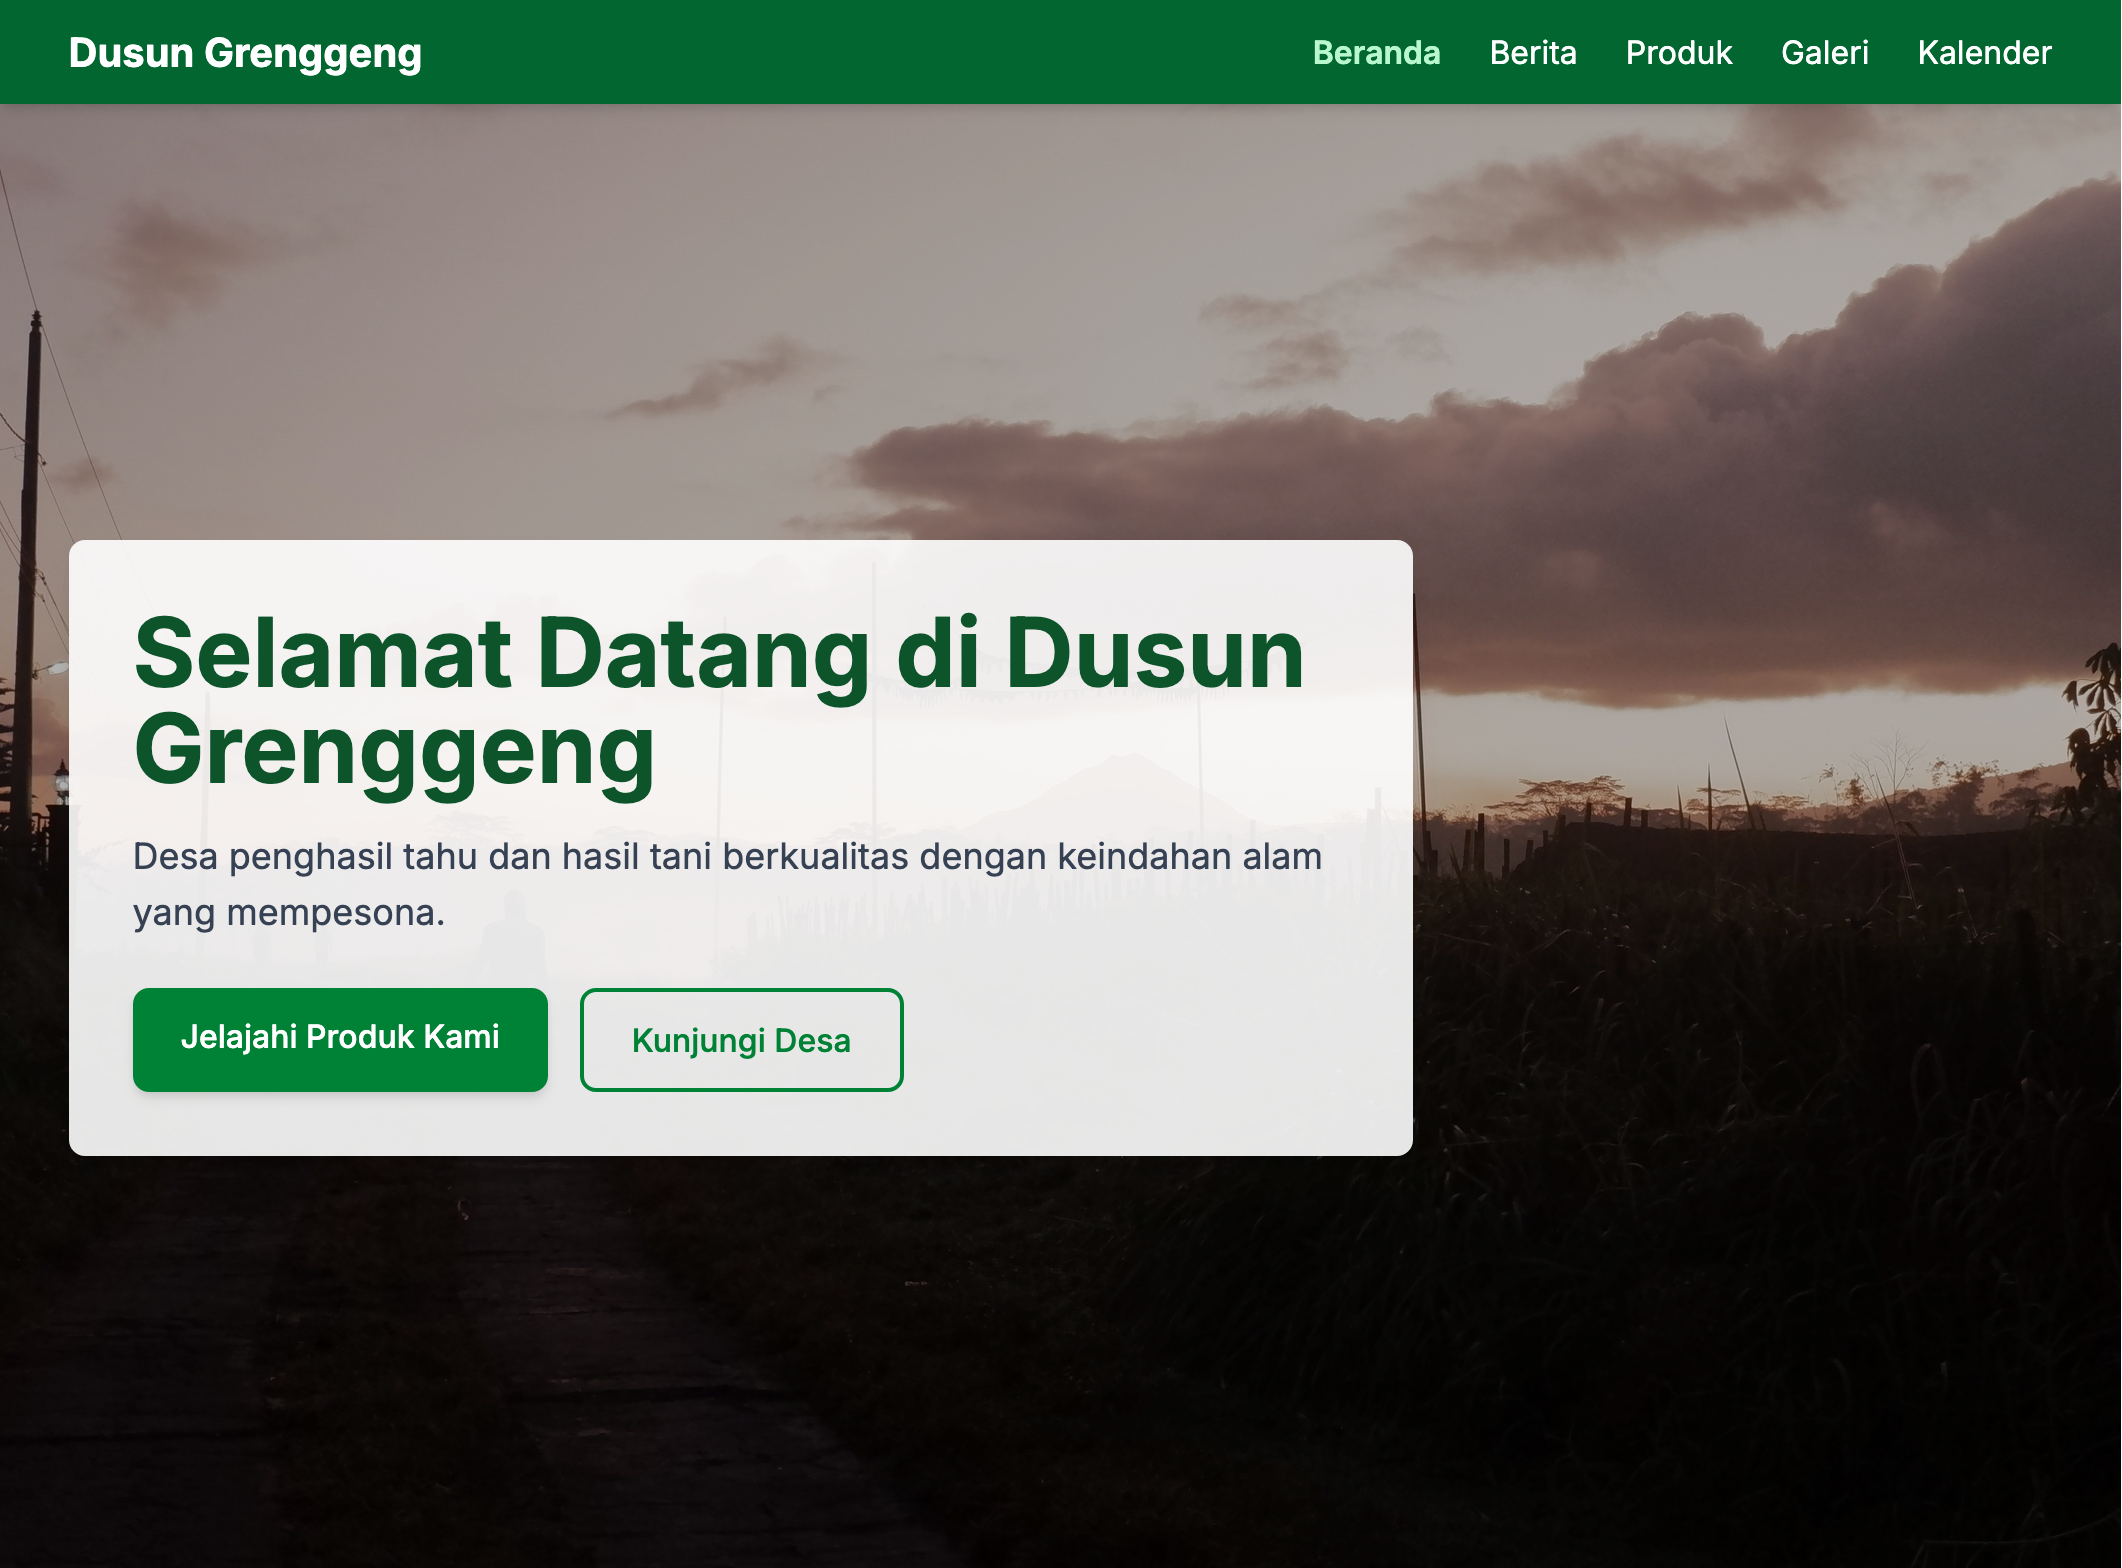 Dusun Grenggeng
Beranda Berita Produk Galeri Kalender
Selamat Datang di Dusun
Grenggeng
Desa penghasil tahu dan hasil tani berkualitas dengan keindahan alam
yang mempesona.
Jelajahi Produk Kami
Kunjungi Desa